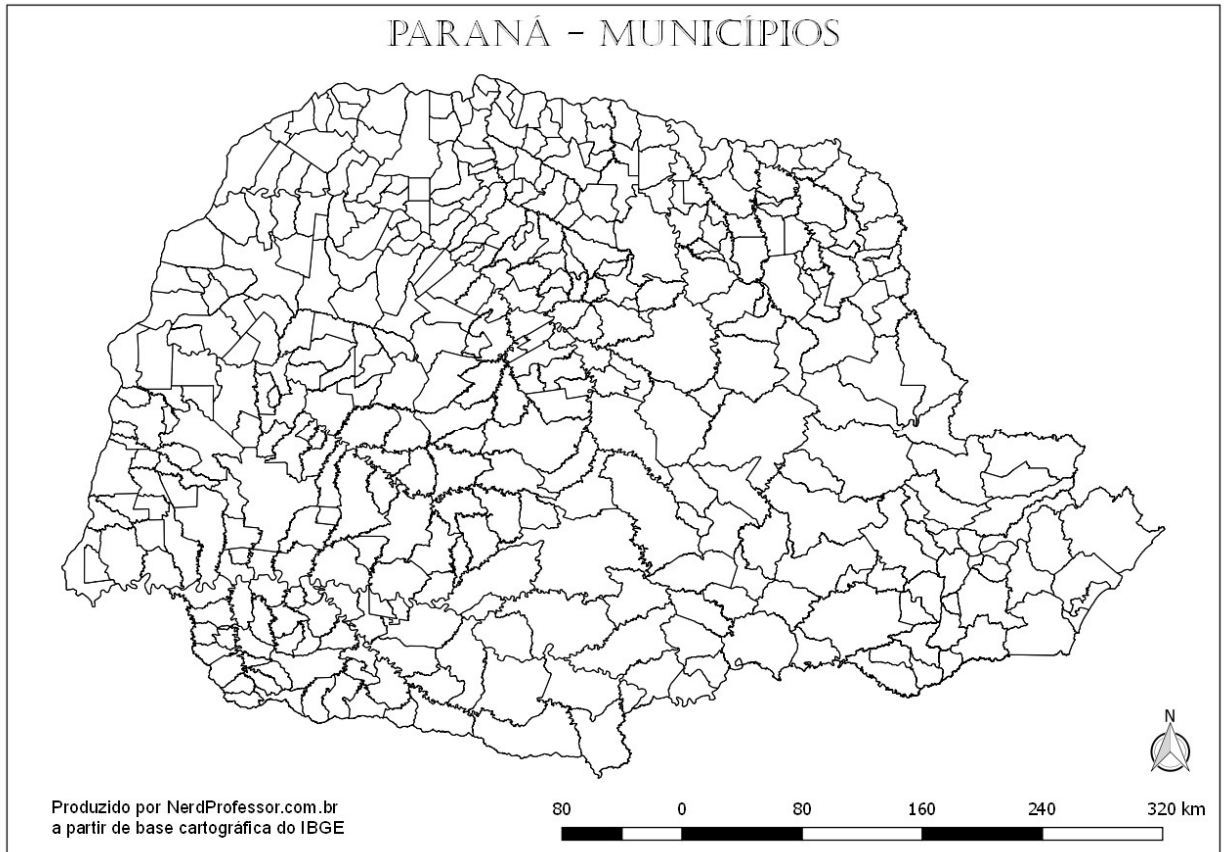 PARANÁ - MUNICÍPIOS
N
Produzido por NerdProfessor.com.br
a partir de base cartográfica do IBGE
80 0 80 160 240 320 km